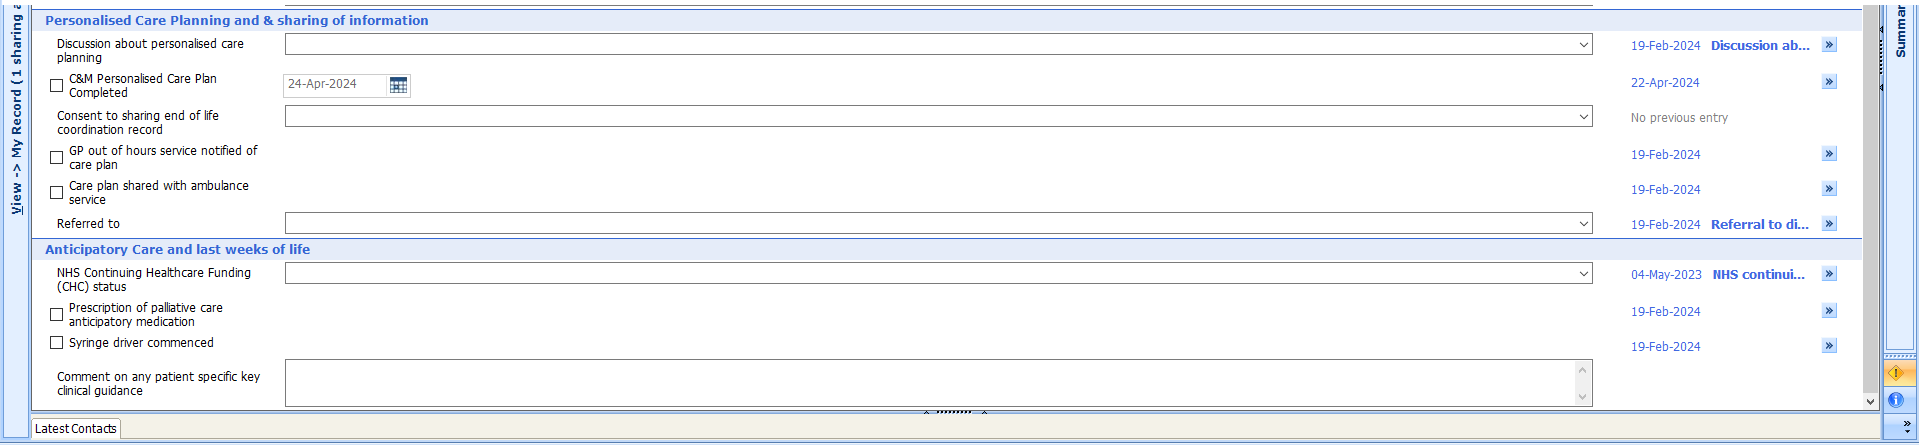 Personalised Care Planning and & sharing of information
Discussion about personalised care
planning
19-Feb-2024 Discussion ab...
C&M Personalised Care Plan
Completed
24-Apr-2024
22-Apr-2024
Consent to sharing end of life
coordination record
No previous entry
GP out of hours service notified of
care plan
19-Feb-2024
Care plan shared with ambulance
service
19-Feb-2024
Referred to
19-Feb-2024 Referral to di...
Anticipatory Care and last weeks of life
NHS Continuing Healthcare Funding
(CHC) status
04-May-2023 NHS continui...
Prescription of palliative care
anticipatory medication
19-Feb-2024
Syringe driver commenced
19-Feb-2024
Comment on any patient specific key
clinical guidance
Latest Contacts
View -> My Record (1 sharing
Summar